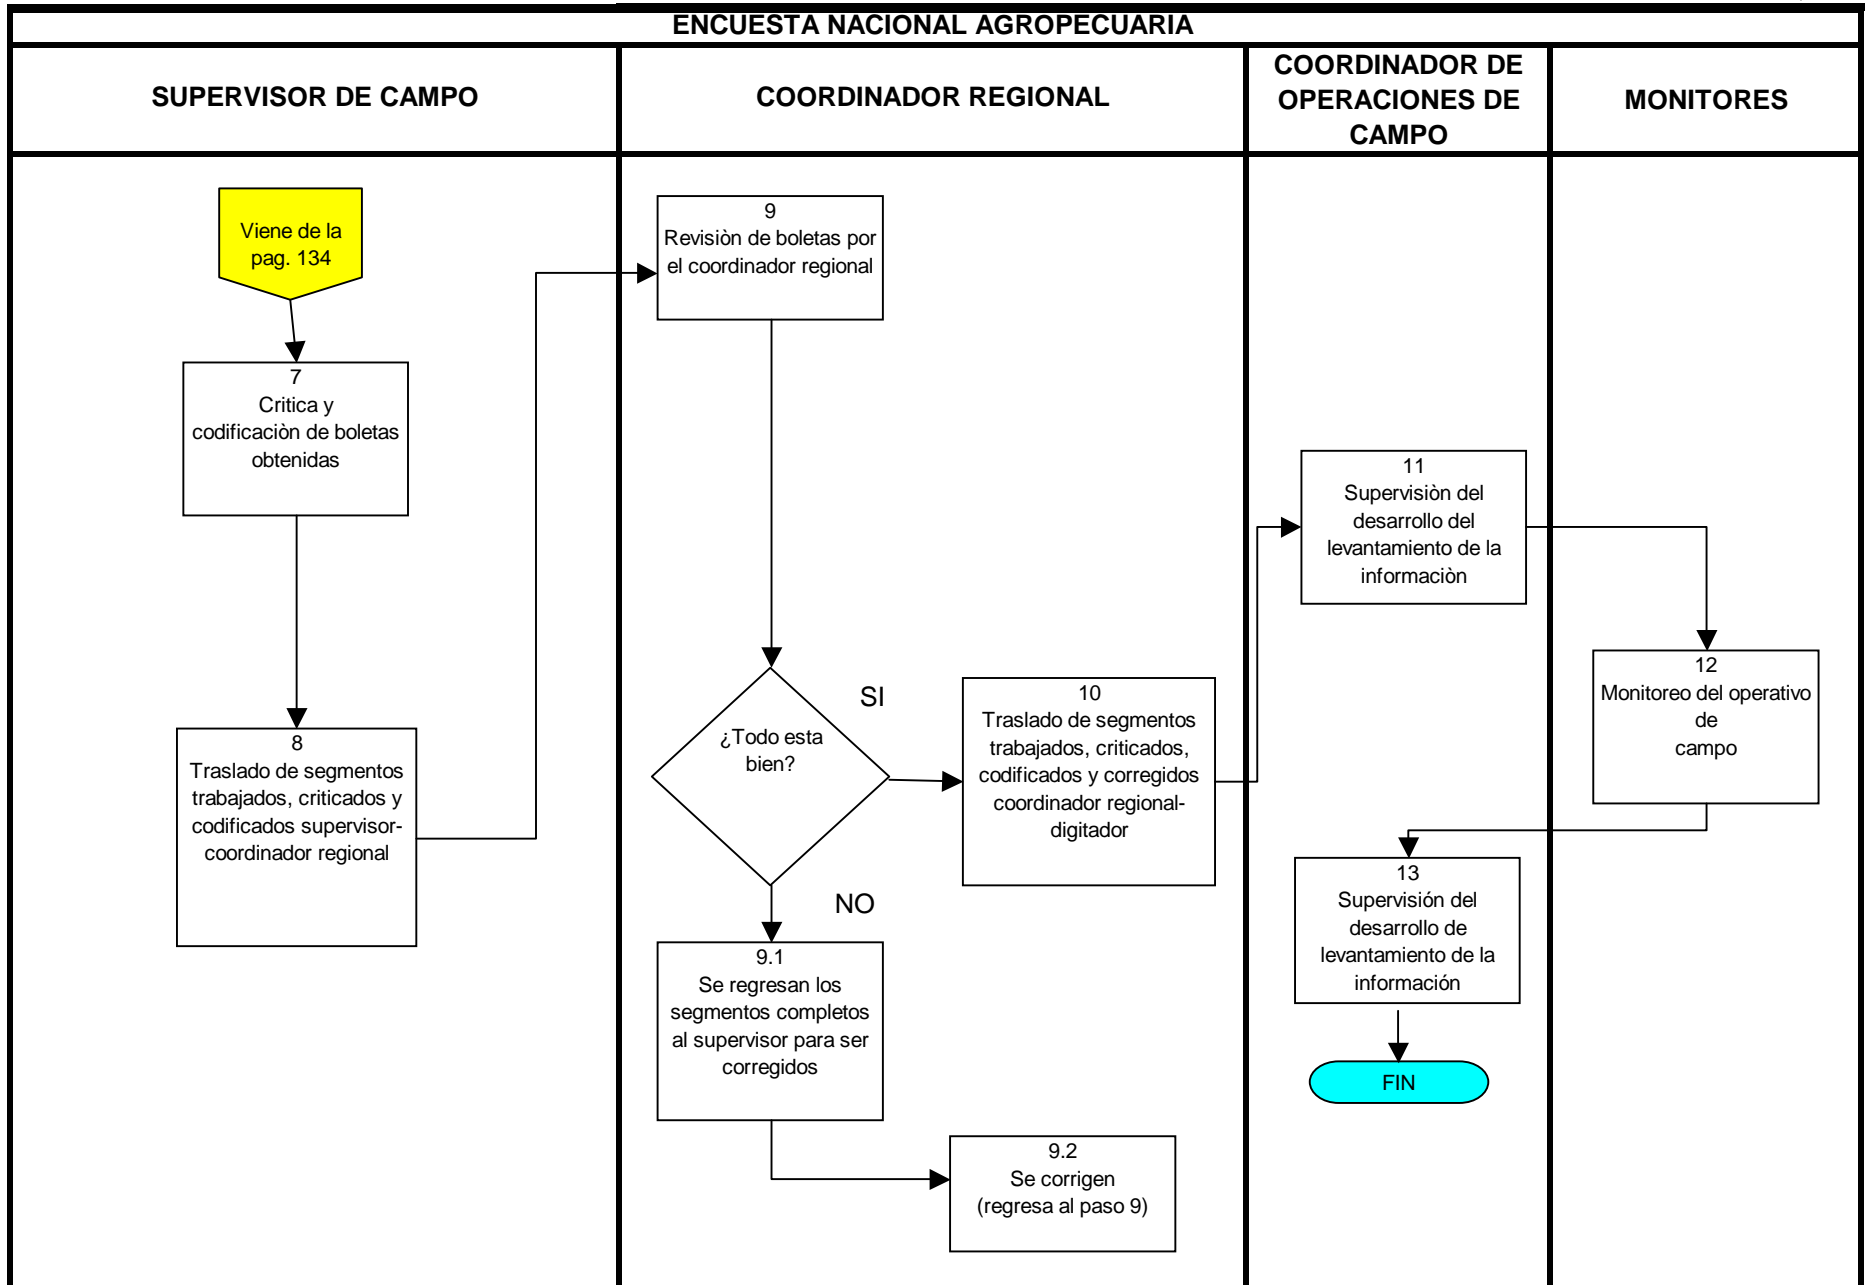 ENCUESTA NACIONAL AGROPECUARIA
SUPERVISOR DE CAMPO
COORDINADOR REGIONAL
COORDINADOR DE
OPERACIONES DE
CAMPO
MONITORES
Viene de la
pag. 134
7
Critica y
codificaciòn de boletas
obtenidas
8
Traslado de segmentos
trabajados, criticados y
codificados supervisor-
coordinador regional
9
Revisiòn de boletas por
el coordinador regional
¿Todo esta
bien?
SI
NO
10
Traslado de segmentos
trabajados, criticados,
codificados y corregidos
coordinador regional-
digitador
9.1
Se regresan los
segmentos completos
al supervisor para ser
corregidos
9.2
Se corrigen
(regresa al paso 9)
11
Supervisiòn del
desarrollo del
levantamiento de la
informaciòn
12
Monitoreo del operativo
de
campo
13
Supervisión del
desarrollo de
levantamiento de la
información
FIN